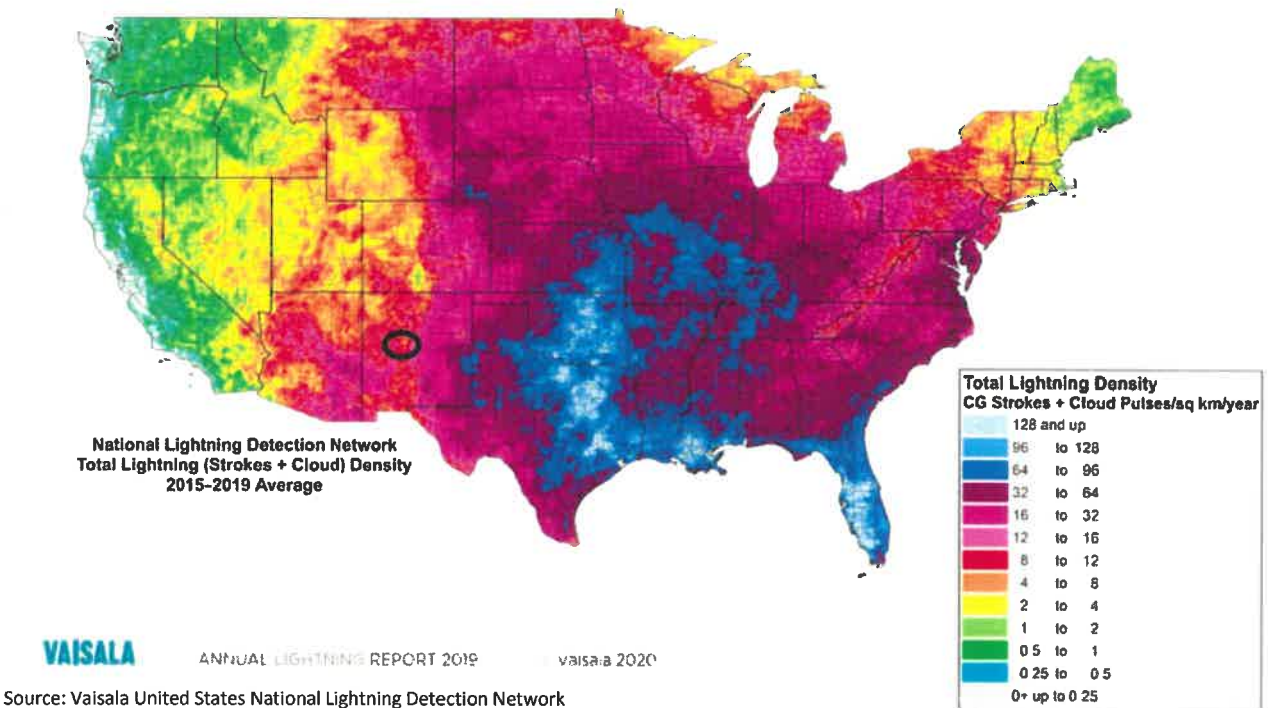 National Lightning Detection Network
Total Lightning (Strokes + Cloud) Density
2015–2019 Average
Total Lightning Density
CG Strokes + Cloud Pulses/sq km/year
128 and up
96 to 128
64 to 96
32 to 64
16 to 32
12 to 16
8 to 12
4 to 8
2 to 4
1 to 2
0 5 to 1
0 25 to 0 5
0+ up to 0 25
VAISALA ANNUAL LIGHTNING REPORT 2019 vaisala 2020
Source: Vaisala United States National Lightning Detection Network